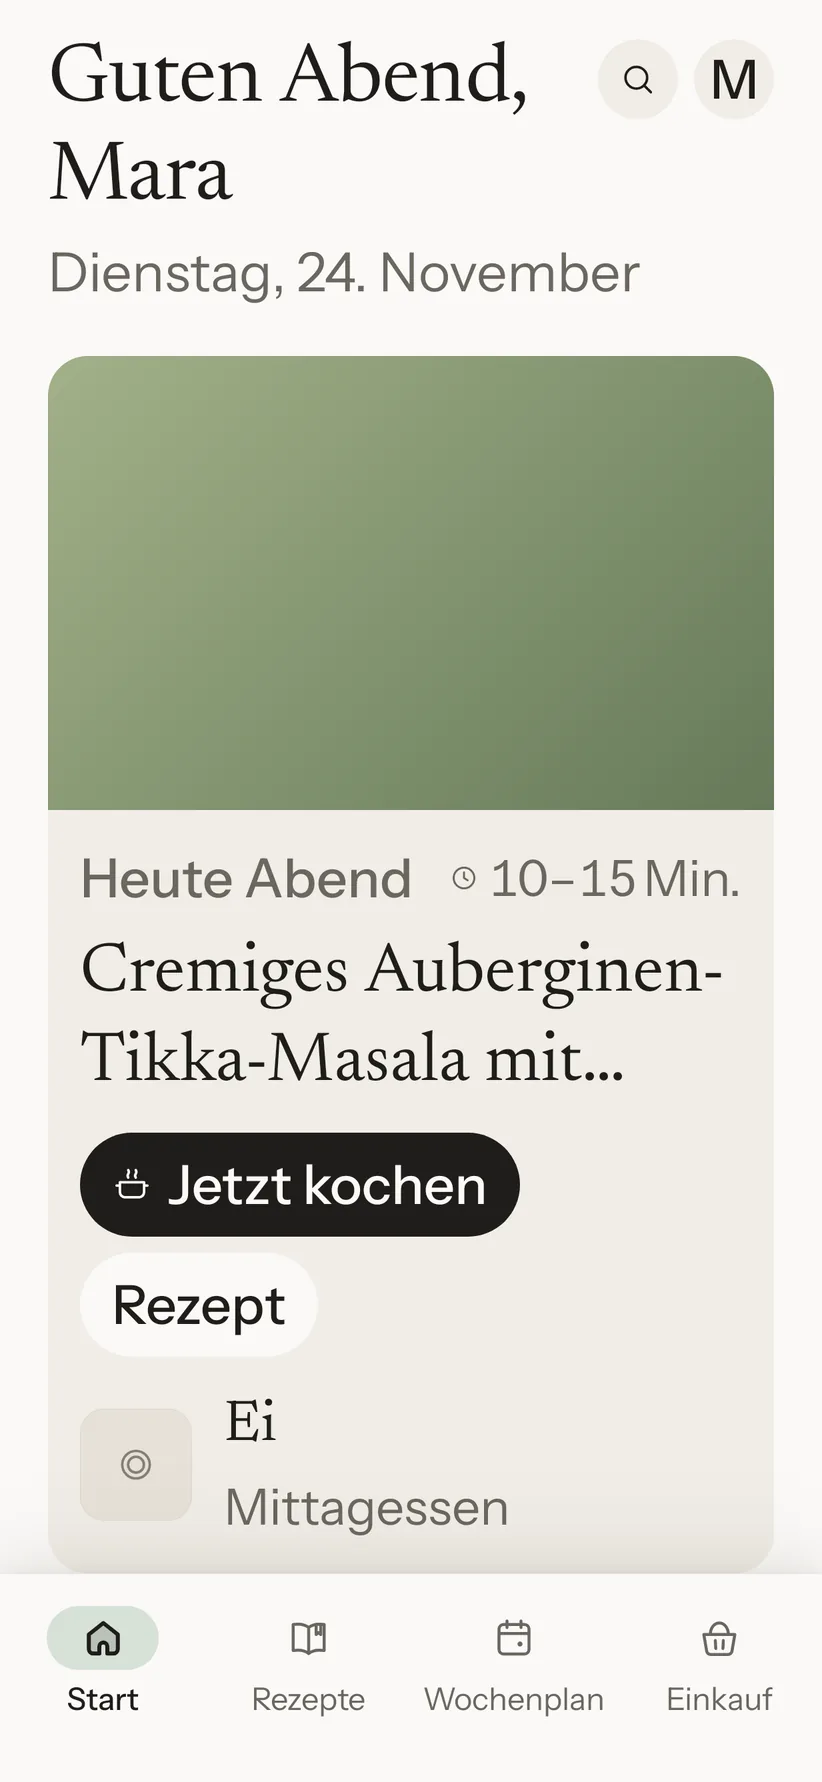 Guten Abend,
Mara
M
Dienstag, 24. November
Heute Abend
10–15 Min.
Cremiges Auberginen-
Tikka-Masala mit…
Jetzt kochen
Rezept
Ei
Mittagessen
Start
Rezepte
Wochenplan
Einkauf